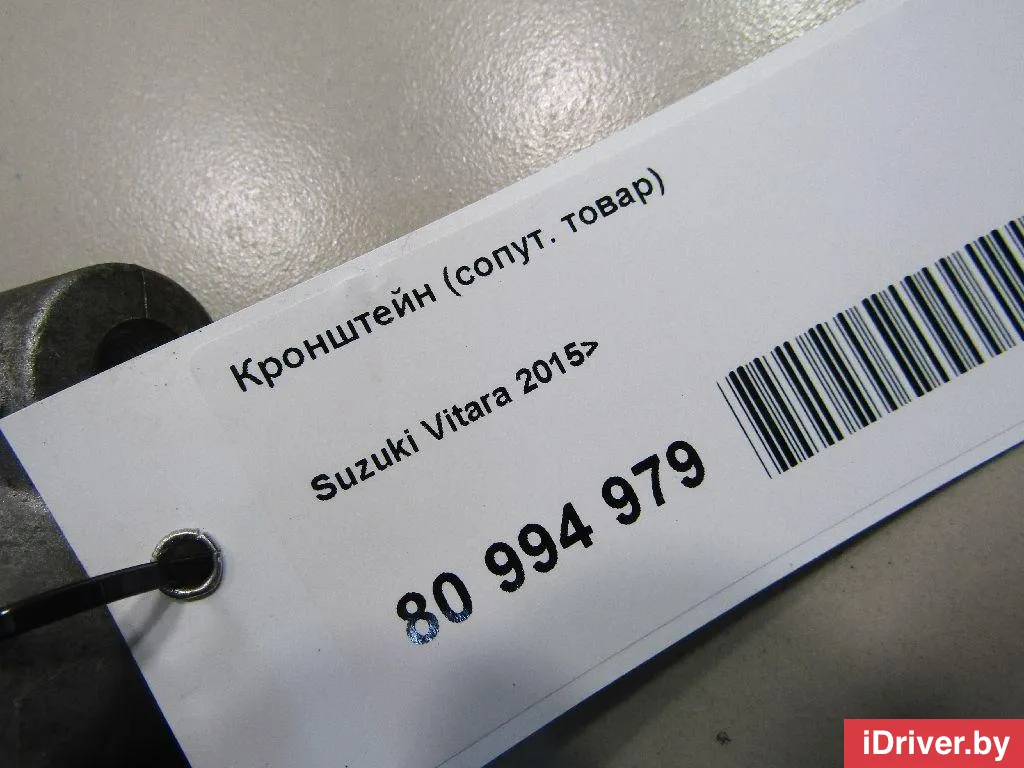 Кронштейн (сопут. товар)
Suzuki Vitara 2015>
80 994 979
iDriver.by